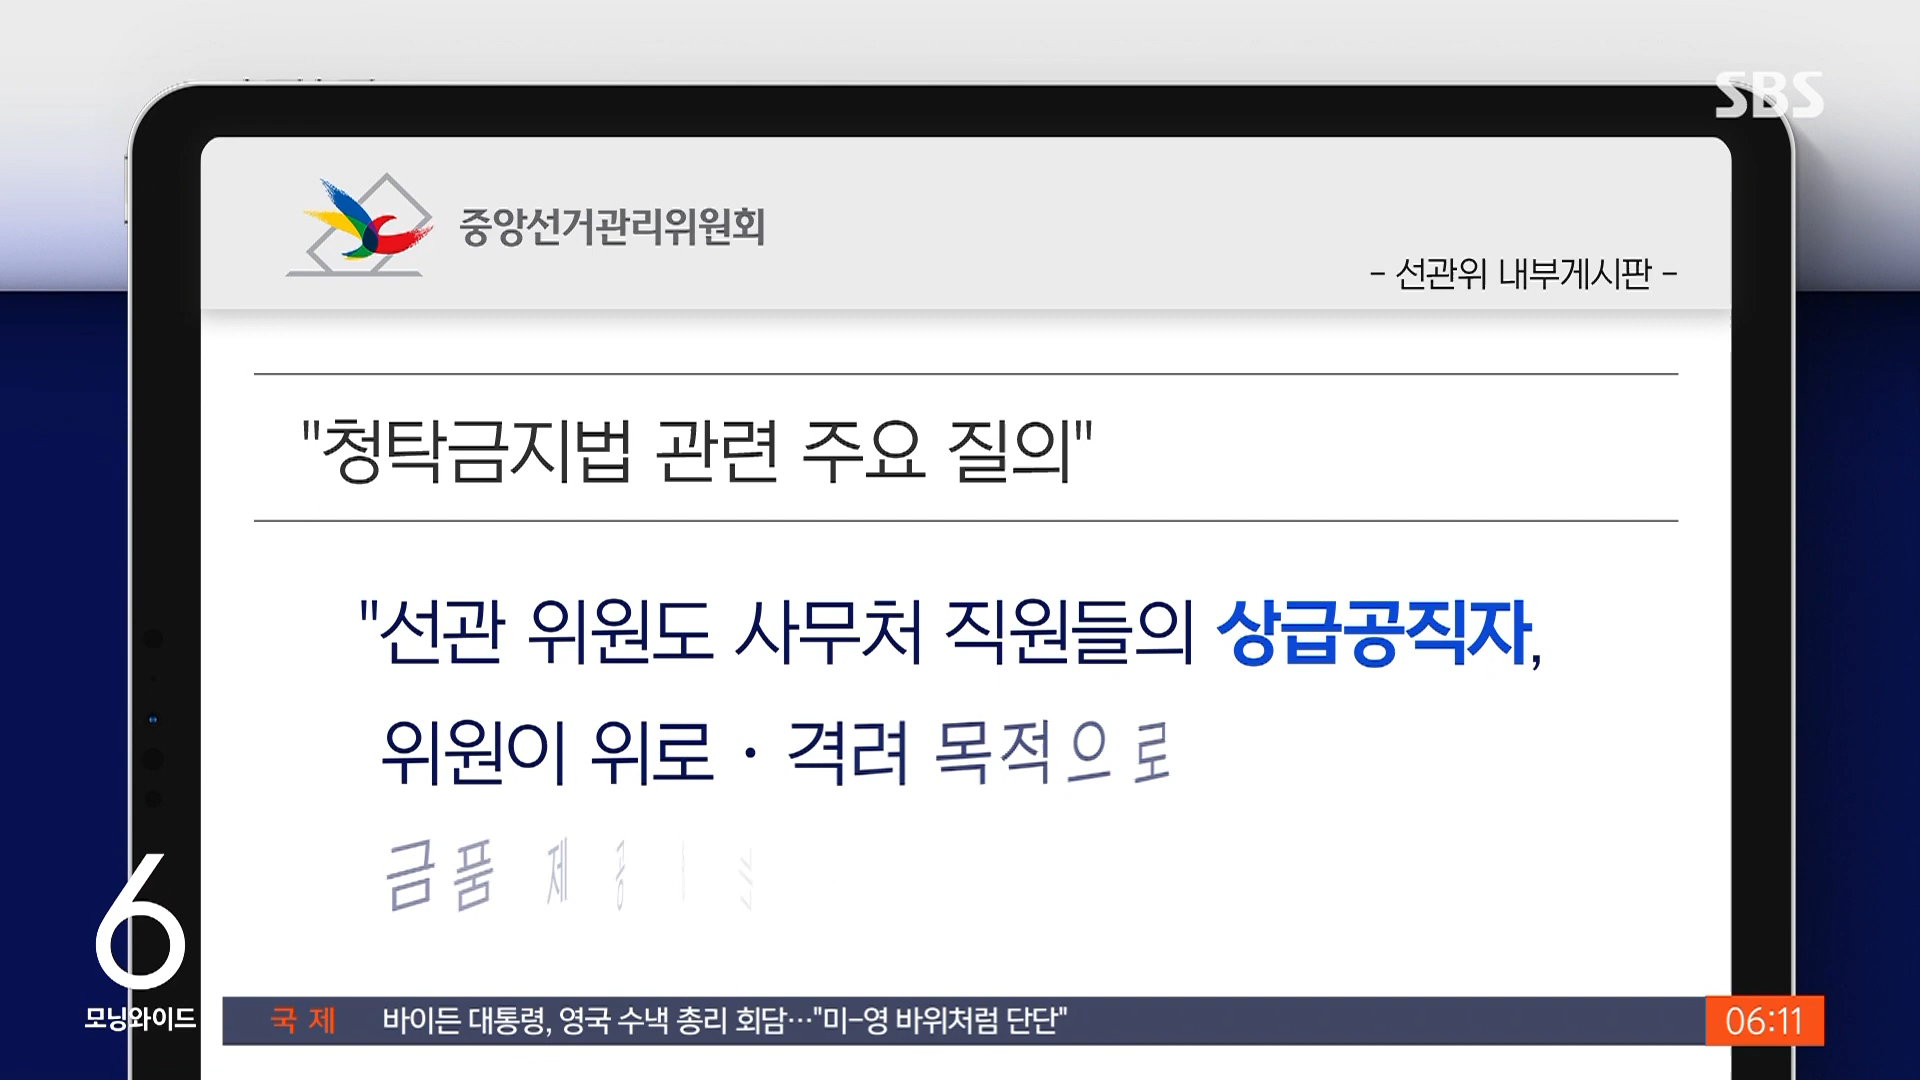 SBS
중앙선거관리위원회
- 선관위 내부게시판 -
"청탁금지법 관련 주요 질의"
"선관 위원도 사무처 직원들의 상급공직자,
위원이 위로 · 격려 목적으로
금품 제공
6
모닝와이드
국 제 바이든 대통령, 영국 수낵 총리 회담…"미-영 바위처럼 단단" 06:11